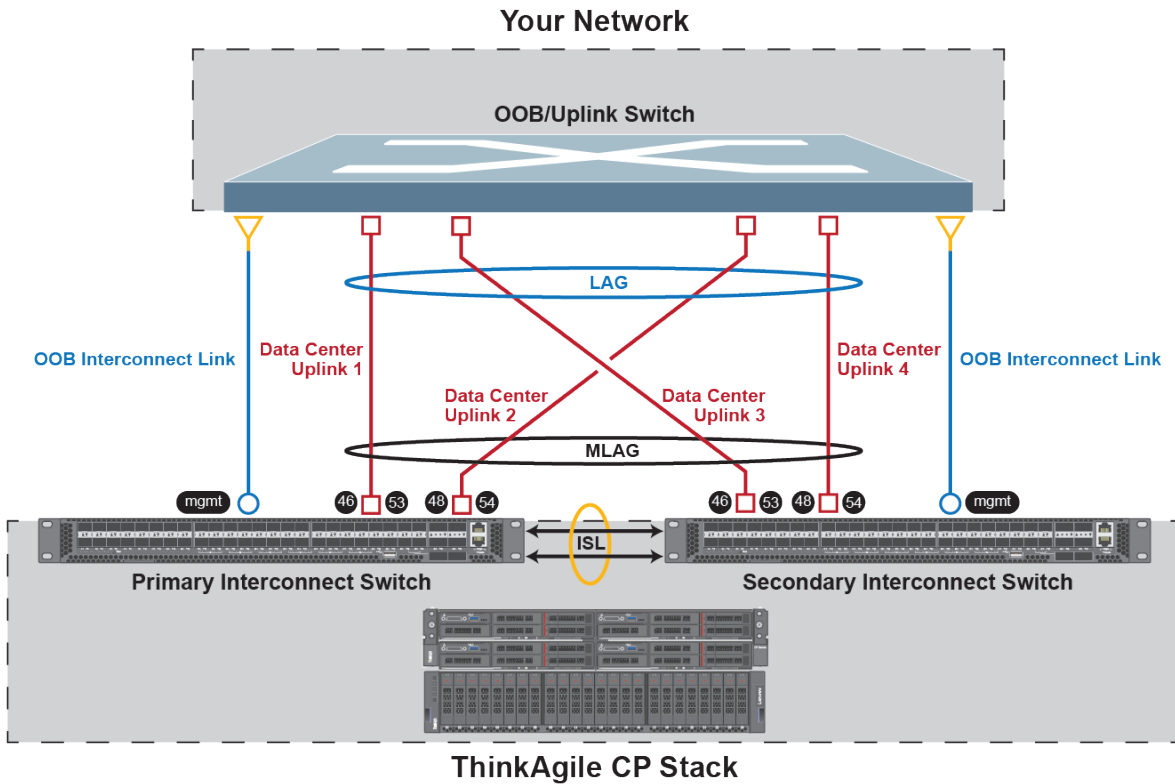 Your Network
OOB/Uplink Switch
LAG
OOB Interconnect Link
Data Center
Uplink 1
Data Center
Uplink 2
Data Center
Uplink 3
Data Center
Uplink 4
OOB Interconnect Link
MLAG
mgmt
46
53
48
54
46
53
48
54
mgmt
ISL
Primary Interconnect Switch
Secondary Interconnect Switch
ThinkAgile CP Stack